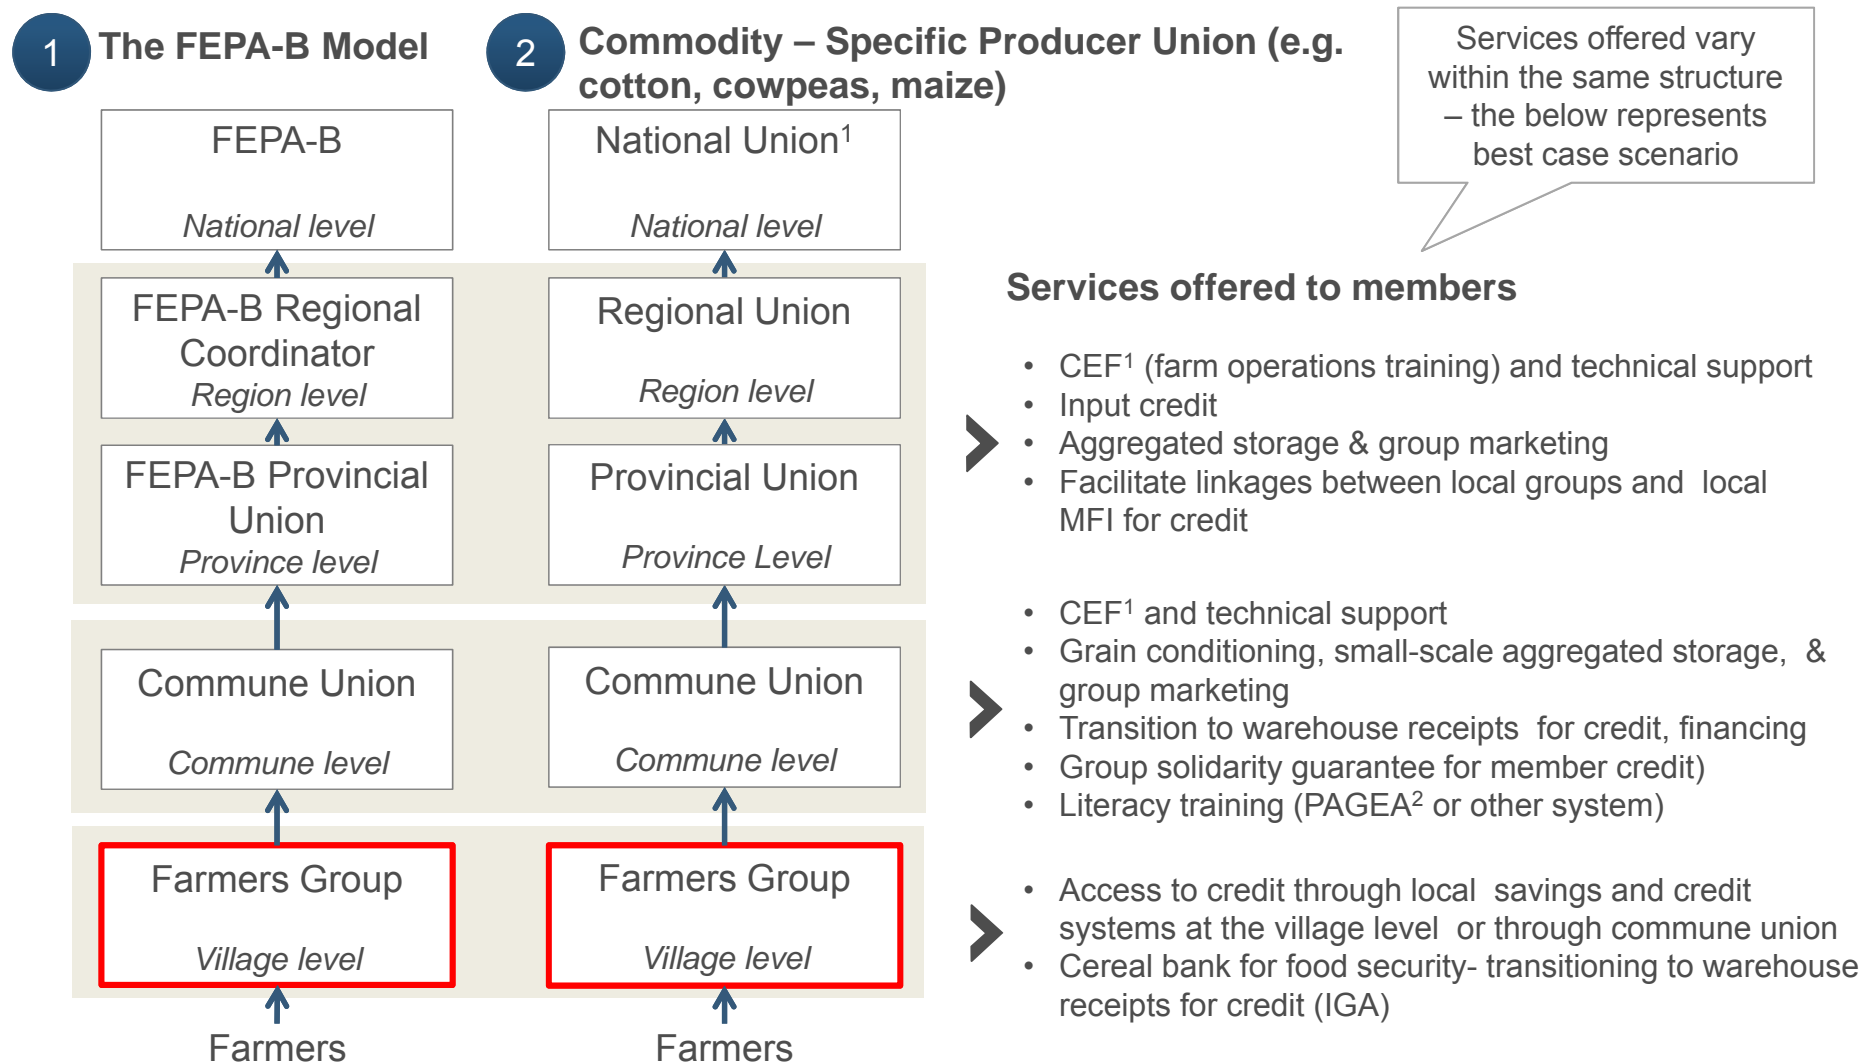 1
The FEPA-B Model
2
Commodity – Specific Producer Union (e.g.
cotton, cowpeas, maize)
Services offered vary
within the same structure
– the below represents
best case scenario
FEPA-B
National level
FEPA-B Regional
Coordinator
Region level
FEPA-B Provincial
Union
Province level
Commune Union
Commune level
Farmers Group
Village level
Farmers
National Union¹
National level
Regional Union
Region level
Provincial Union
Province Level
Commune Union
Commune level
Farmers Group
Village level
Farmers
Services offered to members
• CEF¹ (farm operations training) and technical support
• Input credit
• Aggregated storage & group marketing
• Facilitate linkages between local groups and local
MFI for credit
• CEF¹ and technical support
• Grain conditioning, small-scale aggregated storage, &
group marketing
• Transition to warehouse receipts for credit, financing
• Group solidarity guarantee for member credit)
• Literacy training (PAGEA² or other system)
• Access to credit through local savings and credit
systems at the village level or through commune union
• Cereal bank for food security- transitioning to warehouse
receipts for credit (IGA)